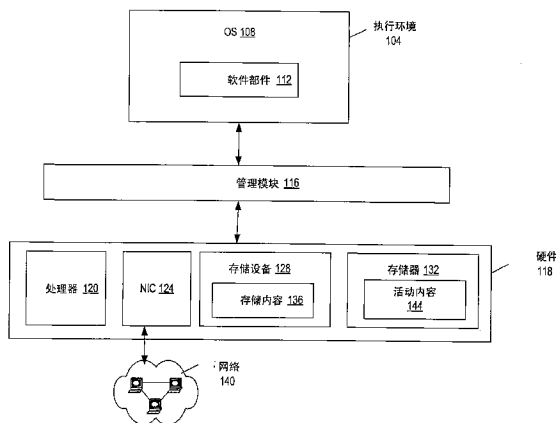 OS 108
执行环境
104
软件部件 112
管理模块 116
硬件
118
处理器 120
NIC 124
存储设备 128
存储内容 136
存储器 132
活动内容
144
网络
140